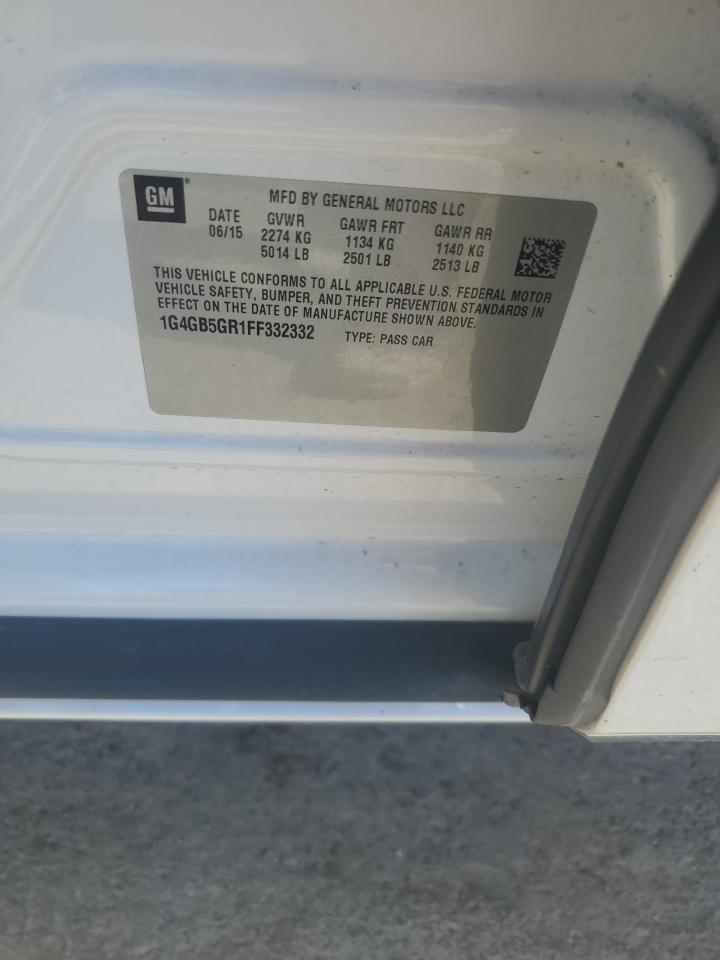 GM®
MFD BY GENERAL MOTORS LLC
DATE GVWR GAWR FRT GAWR RR
06/15 2274 KG 1134 KG 1140 KG
5014 LB 2501 LB 2513 LB
THIS VEHICLE CONFORMS TO ALL APPLICABLE U.S. FEDERAL MOTOR
VEHICLE SAFETY, BUMPER, AND THEFT PREVENTION STANDARDS IN
EFFECT ON THE DATE OF MANUFACTURE SHOWN ABOVE.
1G4GB5GR1FF332332 TYPE: PASS CAR